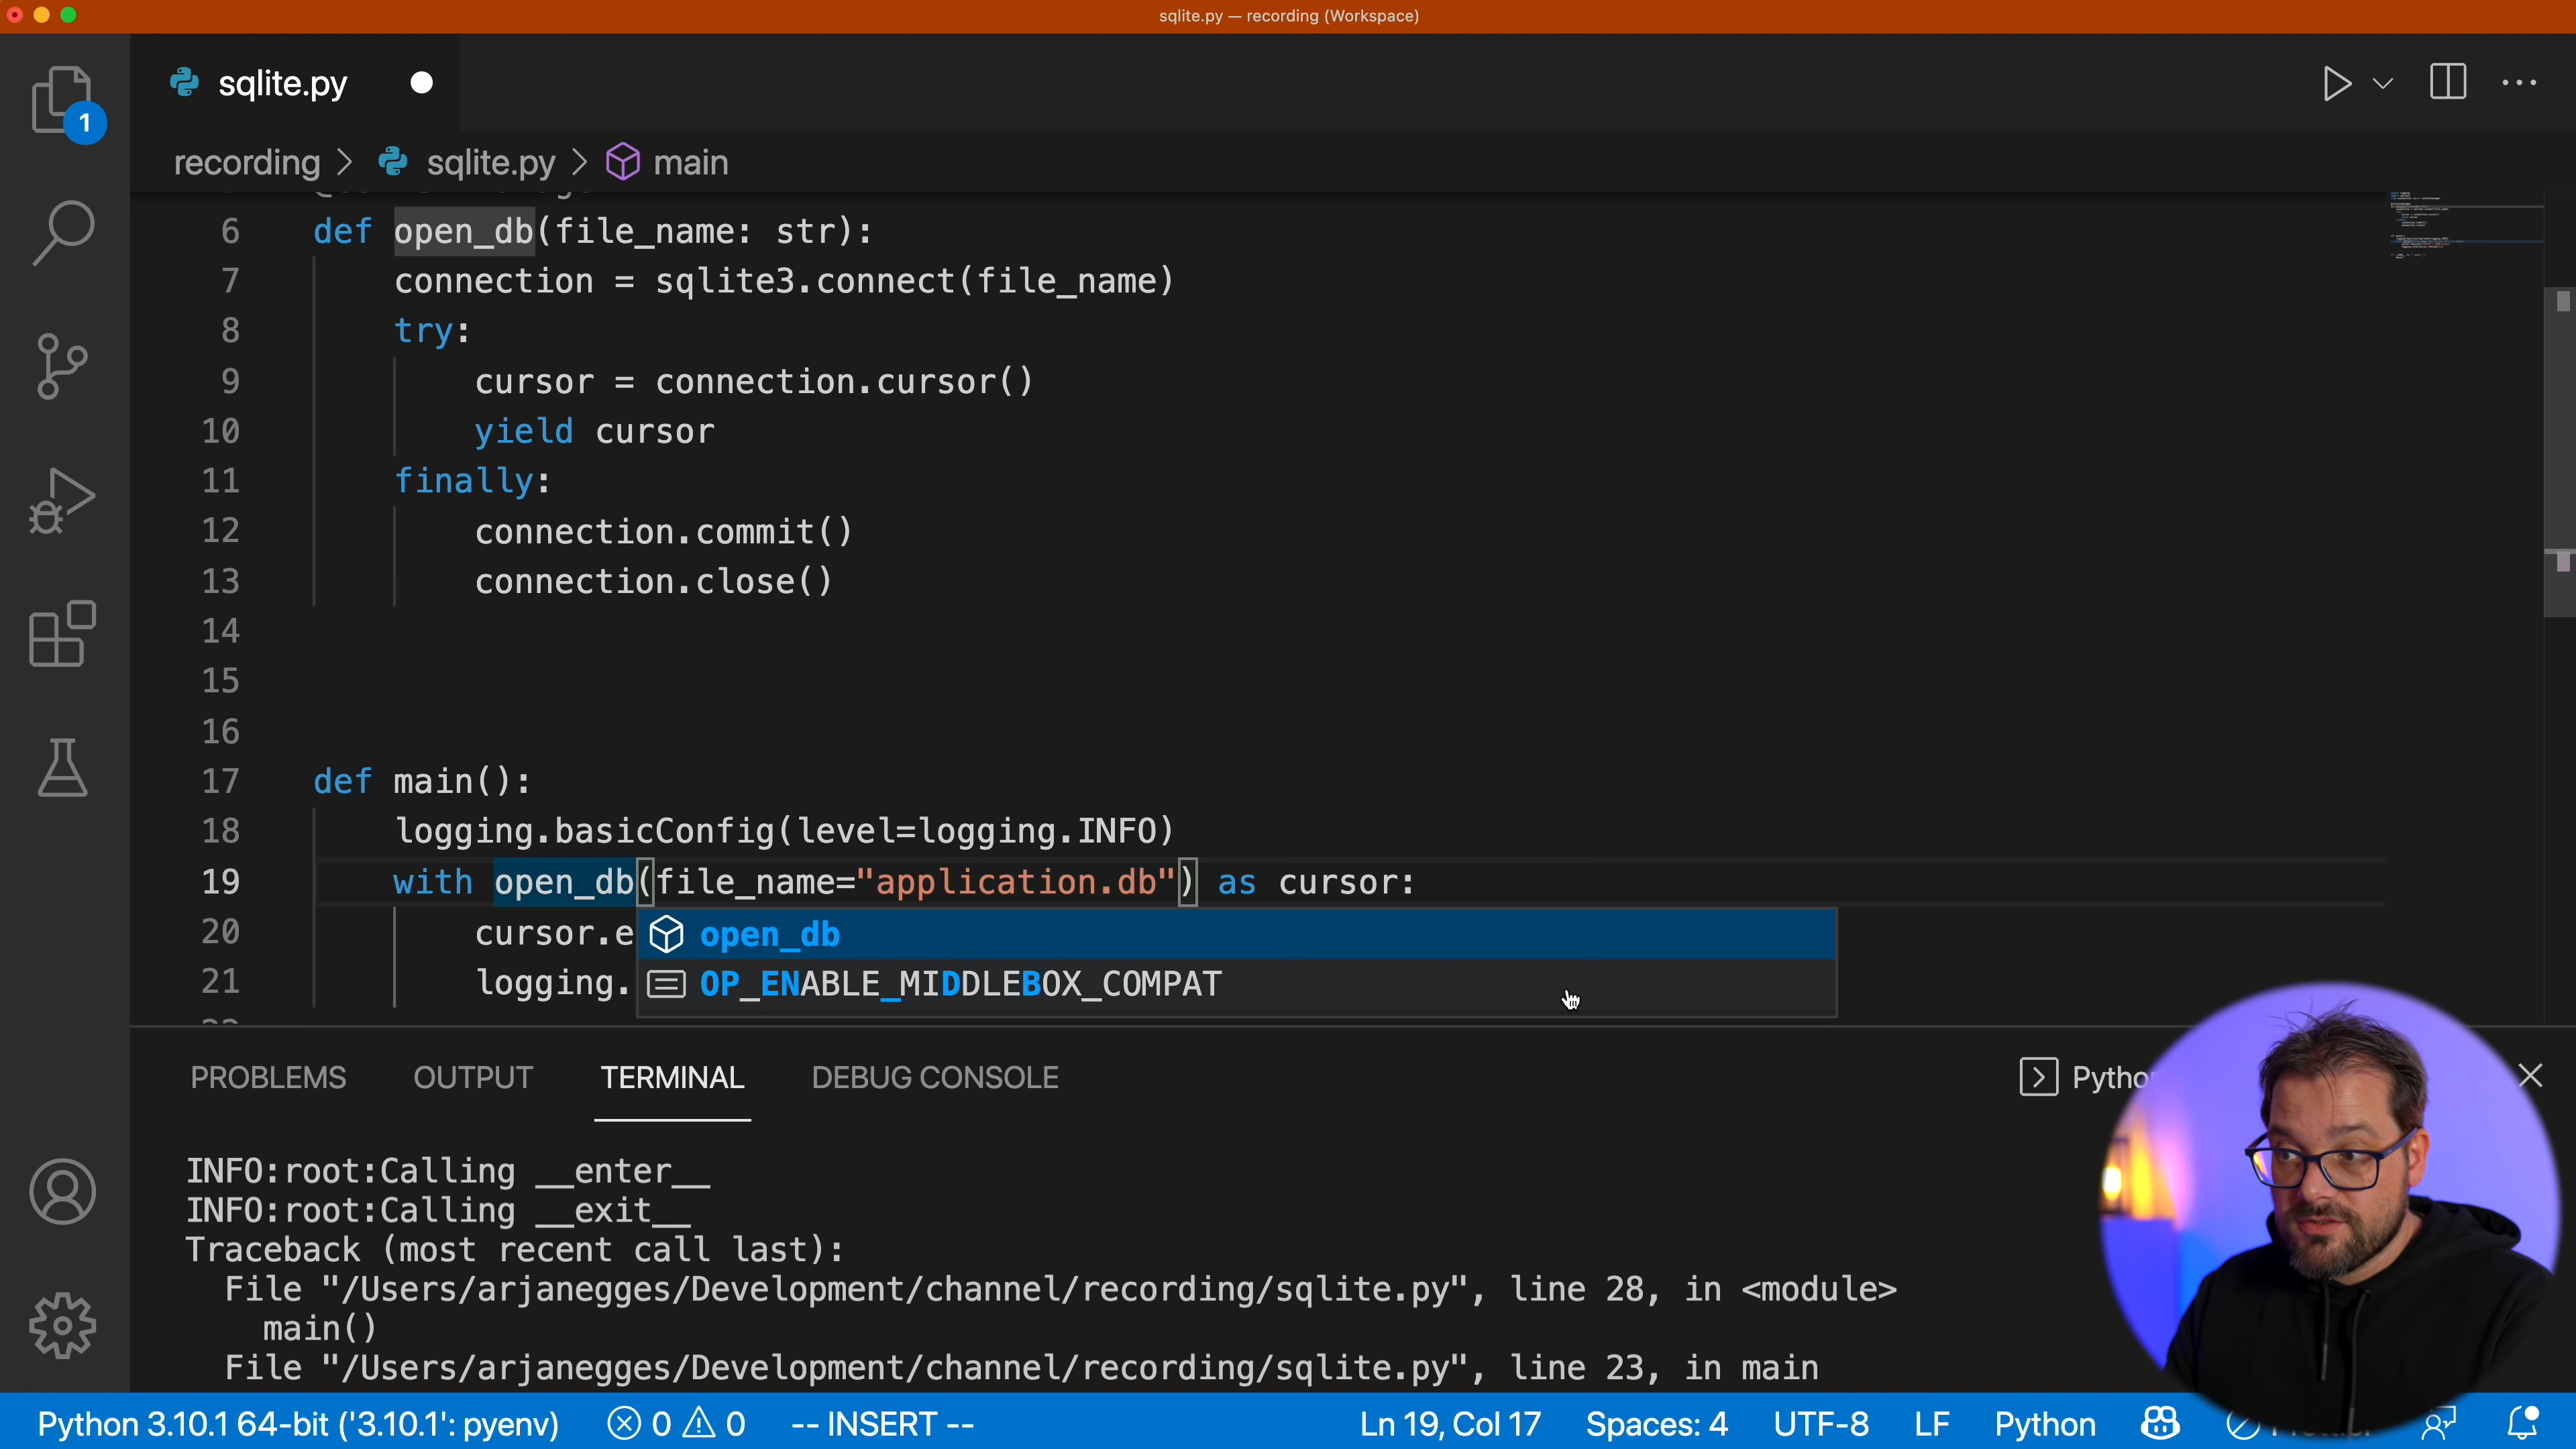 sqlite.py — recording (Workspace)
sqlite.py
1
recording > sqlite.py > main
6 def open_db(file_name: str):
7 connection = sqlite3.connect(file_name)
8 try:
9 cursor = connection.cursor()
10 yield cursor
11 finally:
12 connection.commit()
13 connection.close()
14
15
16
17 def main():
18 logging.basicConfig(level=logging.INFO)
19 with open_db(file_name="application.db") as cursor:
20 cursor.e
open_db
21 logging.
OP_ENABLE_MIDDLEBOX_COMPAT
PROBLEMS OUTPUT TERMINAL DEBUG CONSOLE
INFO:root:Calling __enter__
INFO:root:Calling __exit__
Traceback (most recent call last):
File "/Users/arjanegges/Development/channel/recording/sqlite.py", line 28, in <module>
main()
File "/Users/arjanegges/Development/channel/recording/sqlite.py", line 23, in main
Python 3.10.1 64-bit ('3.10.1': pyenv) 0 0 -- INSERT -- Ln 19, Col 17 Spaces: 4 UTF-8 LF Python